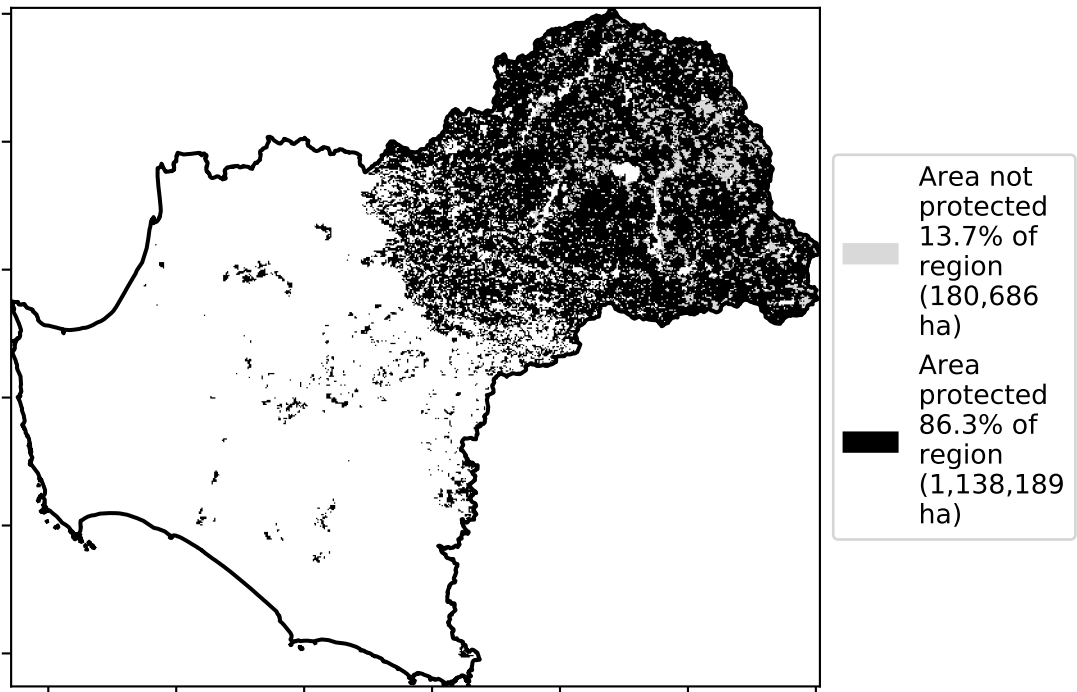 Area not
protected
13.7% of
region
(180,686
ha)
Area
protected
86.3% of
region
(1,138,189
ha)